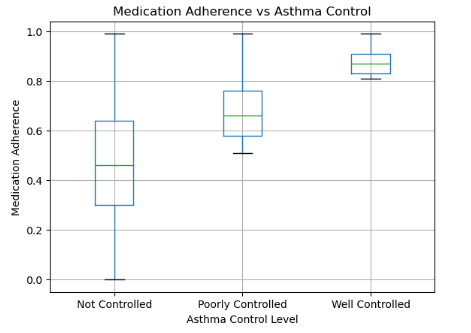 Medication Adherence vs Asthma Control
1.0
0.8
0.6
0.4
0.2
0.0
Medication Adherence
Not Controlled
Poorly Controlled
Well Controlled
Asthma Control Level